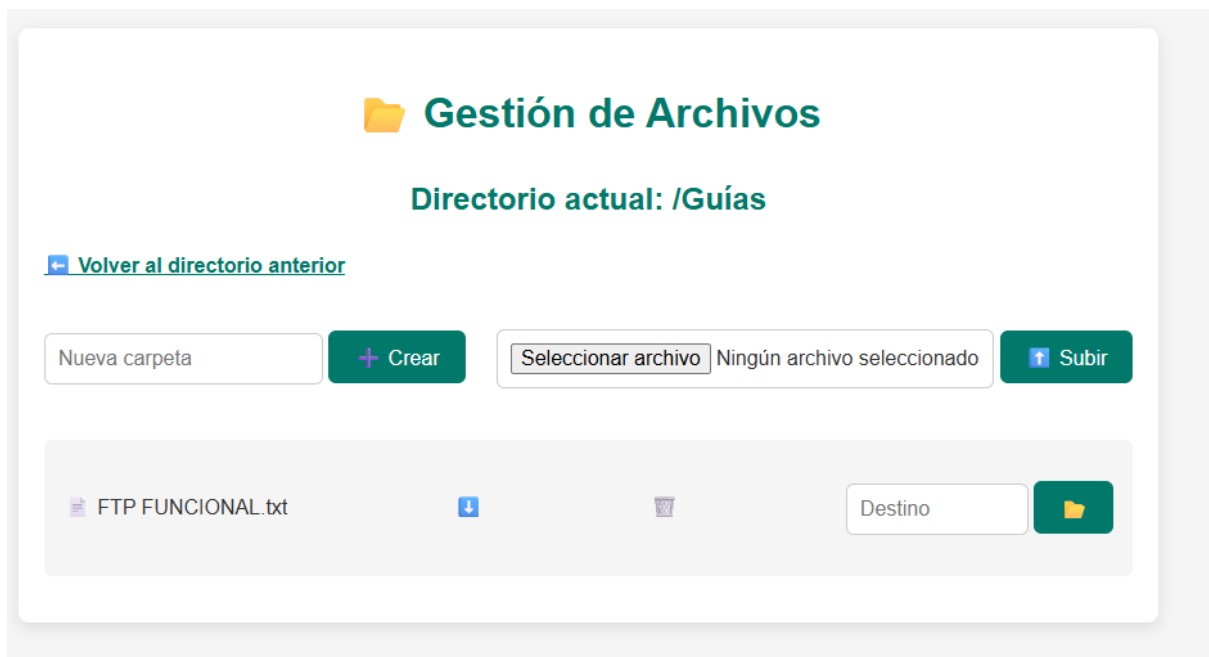 Gestión de Archivos
Directorio actual: /Guías
Volver al directorio anterior
Nueva carpeta Crear Seleccionar archivo Ningún archivo seleccionado Subir
FTP FUNCIONAL.txt Destino